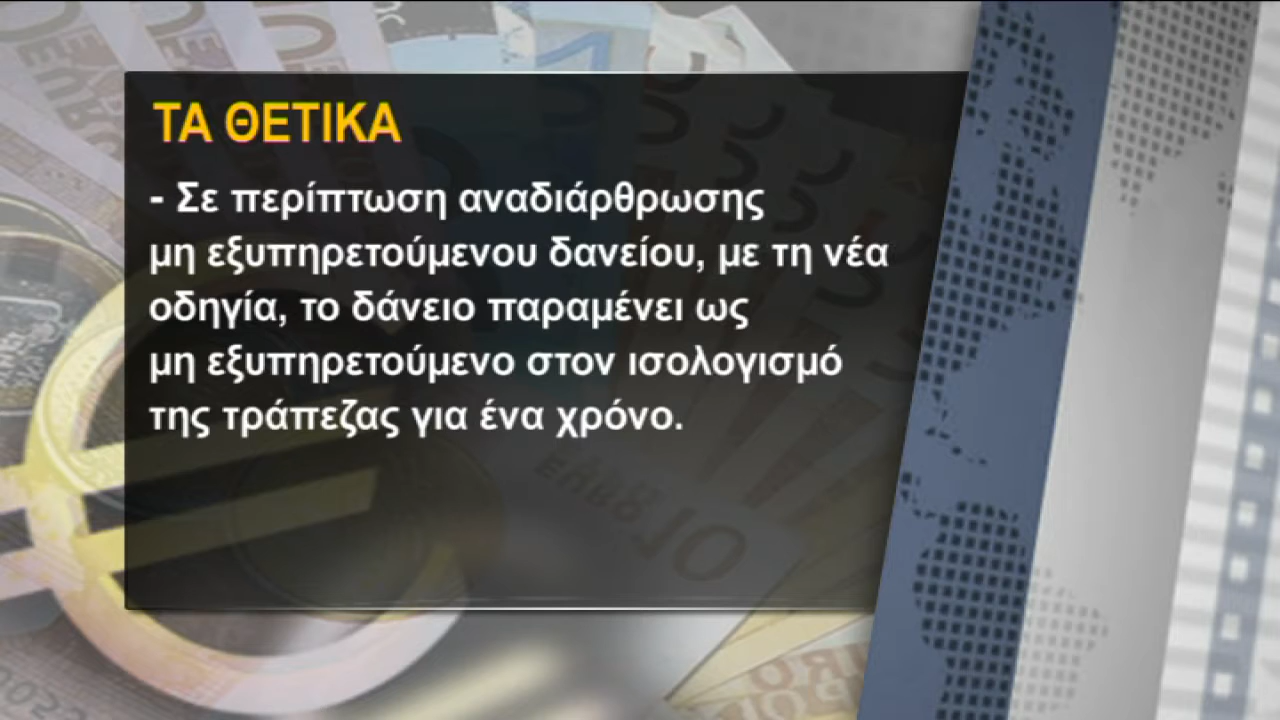 ΤΑ ΘΕΤΙΚΑ
- Σε περίπτωση αναδιάρθρωσης
μη εξυπηρετούμενου δανείου, με τη νέα
οδηγία, το δάνειο παραμένει ως
μη εξυπηρετούμενο στον ισολογισμό
της τράπεζας για ένα χρόνο.